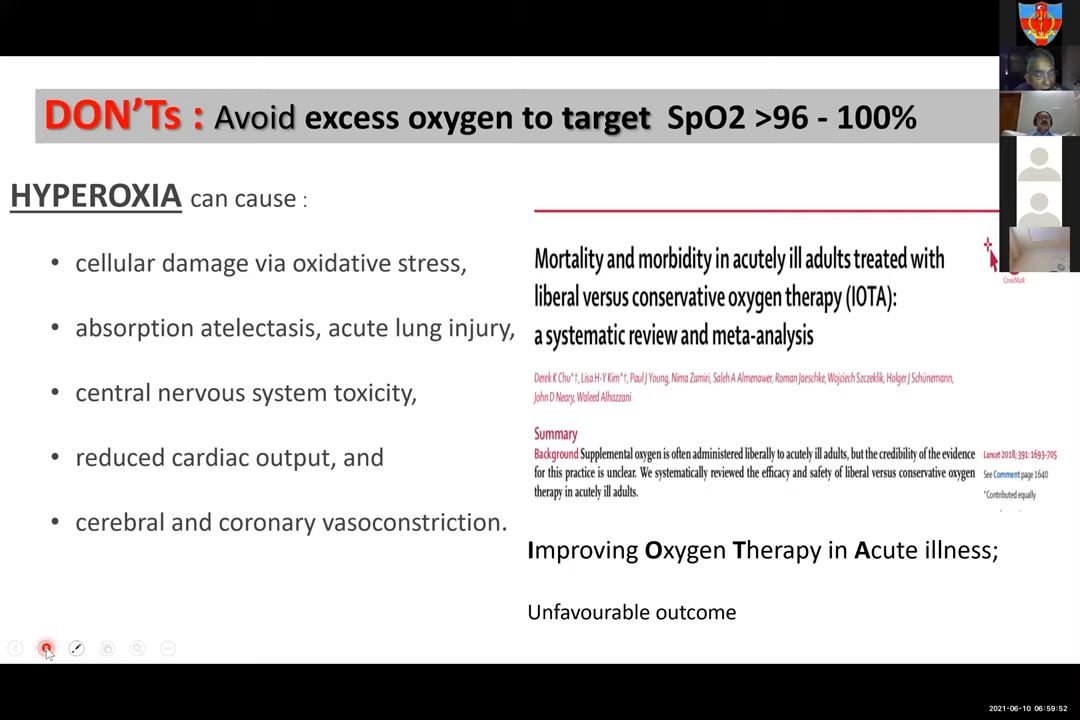 DON'Ts : Avoid excess oxygen to target SpO2 >96 - 100%
HYPEROXIA can cause :
• cellular damage via oxidative stress,
• absorption atelectasis, acute lung injury,
• central nervous system toxicity,
• reduced cardiac output, and
• cerebral and coronary vasoconstriction.
Mortality and morbidity in acutely ill adults treated with
liberal versus conservative oxygen therapy (IOTA):
a systematic review and meta-analysis
CrossMark
Derek K Chu*†, Lisa H-Y Kim*†, Paul J Young, Nima Zamiri, Saleh A Almenawer, Roman Jaeschke, Wojciech Szczeklik, Holger J Schünemann,
John D Neary, Waleed Alhazzani
Summary
Background Supplemental oxygen is often administered liberally to acutely ill adults, but the credibility of the evidence
for this practice is unclear. We systematically reviewed the efficacy and safety of liberal versus conservative oxygen
therapy in acutely ill adults.
Lancet 2018; 391: 1693-705
See Comment page 1640
*Contributed equally
Improving Oxygen Therapy in Acute illness;
Unfavourable outcome
2021-06-10 06:59:52